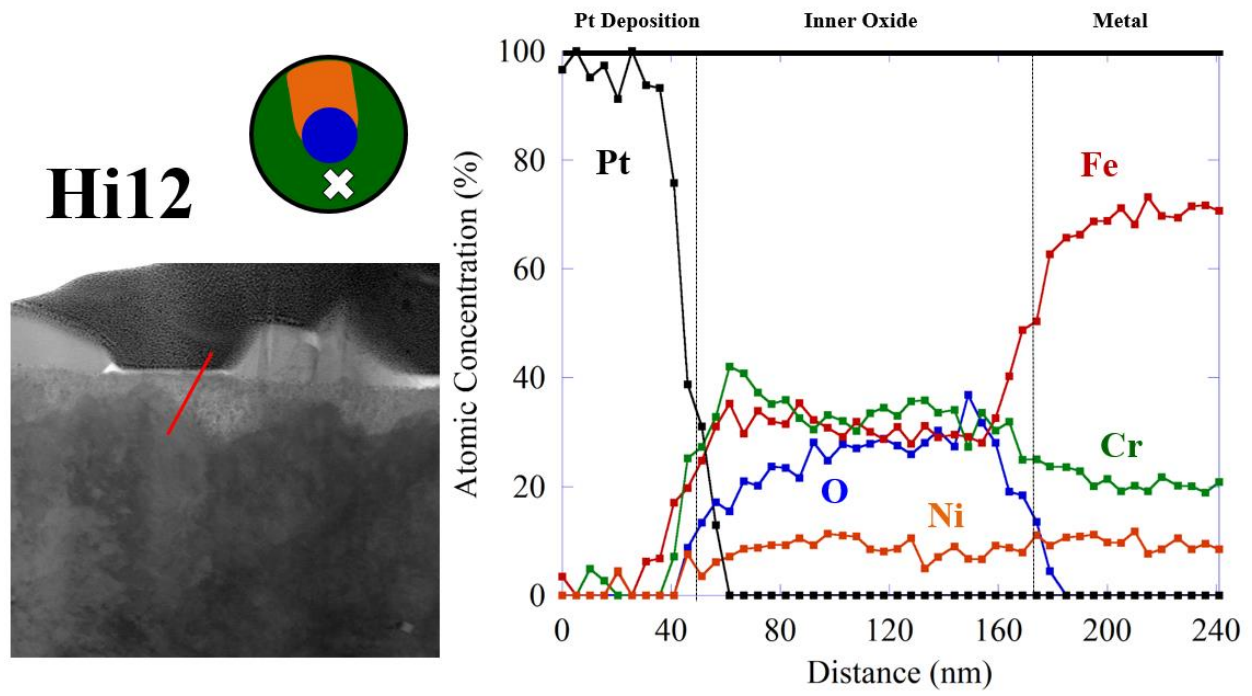 Hi12
Pt Deposition Inner Oxide Metal
Atomic Concentration (%)
100
80
60
40
20
0
Pt
Fe
Cr
O
Ni
0 40 80 120 160 200 240
Distance (nm)